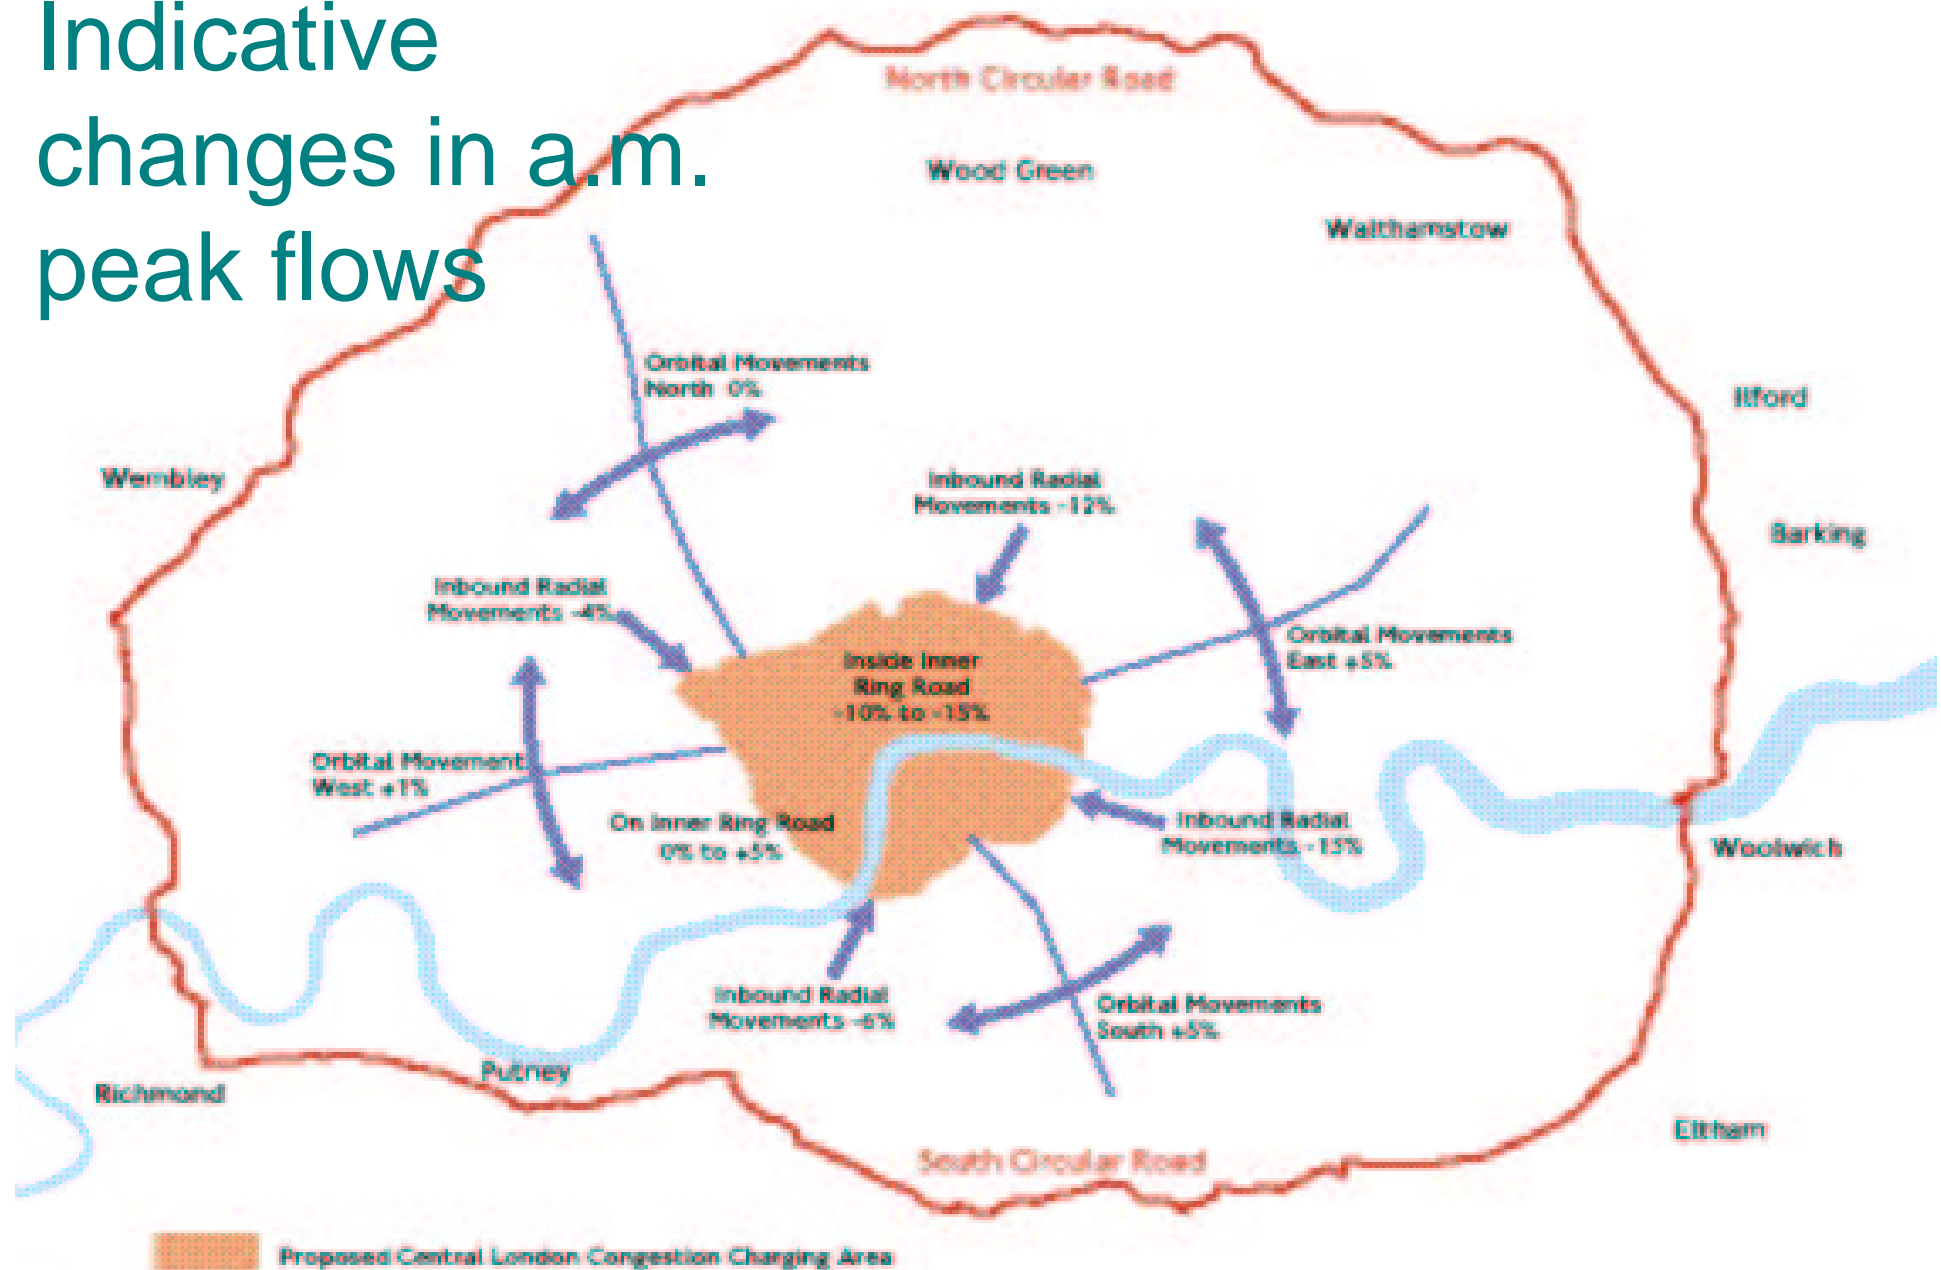 Indicative
changes in a.m.
peak flows
North Circular Road
Wood Green
Walthamstow
Orbital Movements
North 0%
Ilford
Wembley
Inbound Radial
Movements -12%
Barking
Inbound Radial
Movements -4%
Orbital Movements
East +5%
Inside Inner
Ring Road
-10% to -15%
Orbital Movement
West +1%
On Inner Ring Road
0% to +5%
Inbound Radial
Movements -15%
Woolwich
Inbound Radial
Movements -6%
Orbital Movements
South +5%
Putney
Richmond
Eltham
South Circular Road
Proposed Central London Congestion Charging Area